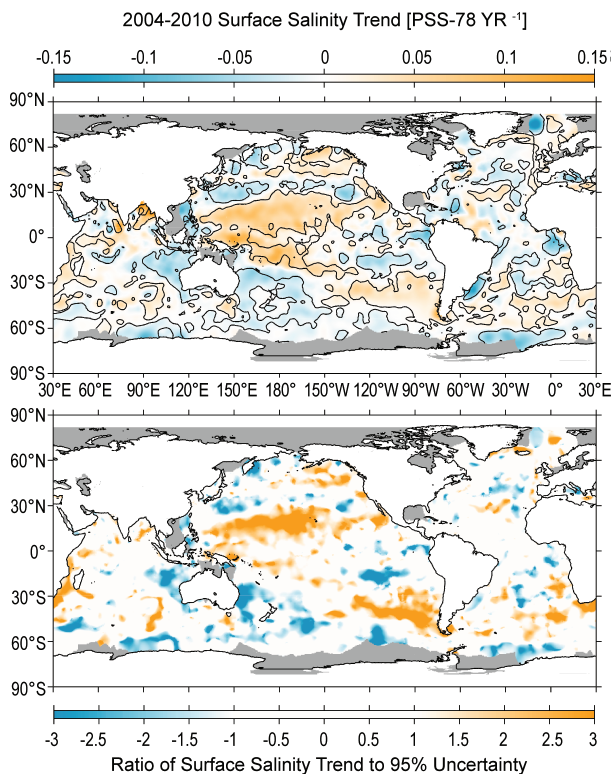 2004-2010 Surface Salinity Trend [PSS-78 YR ⁻¹]
-0.15 -0.1 -0.05 0 0.05 0.1 0.15
90°N
60°N
30°N
0°
30°S
60°S
90°S
30°E 60°E 90°E 120°E 150°E 180°E 150°W 120°W 90°W 60°W 30°W 0° 30°E
90°N
60°N
30°N
0°
30°S
60°S
90°S
-3 -2.5 -2 -1.5 -1 -0.5 0 0.5 1 1.5 2 2.5 3
Ratio of Surface Salinity Trend to 95% Uncertainty